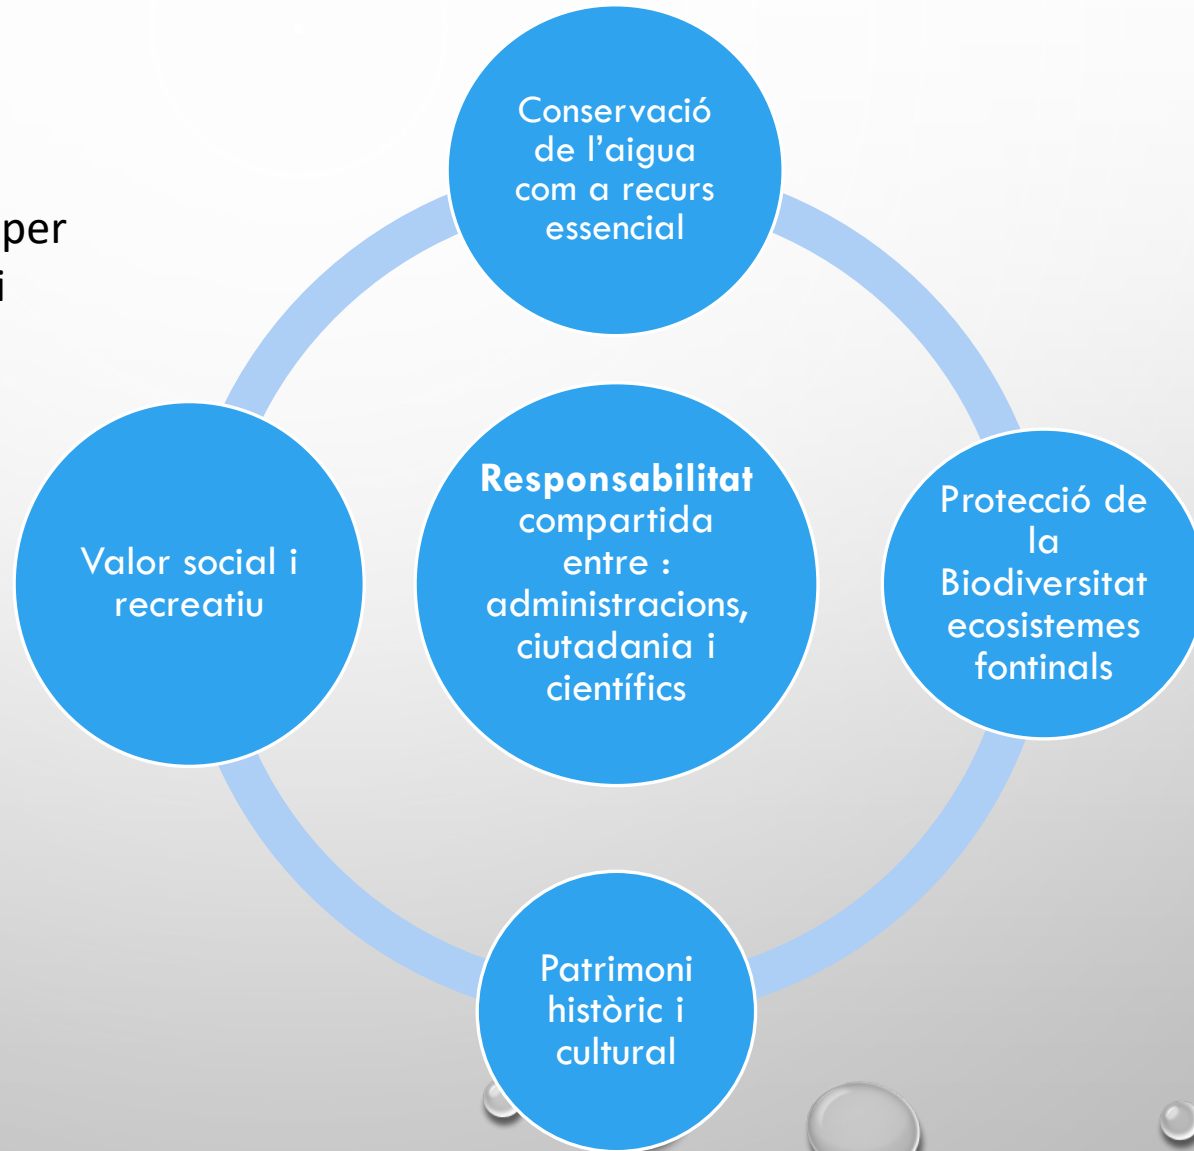 per
i
Conservació
de l’aigua
com a recurs
essencial
Valor social i
recreatiu
Responsabilitat
compartida
entre :
administracions,
ciutadania i
científics
Protecció de
la
Biodiversitat
ecosistemes
fontinals
Patrimoni
històric i
cultural